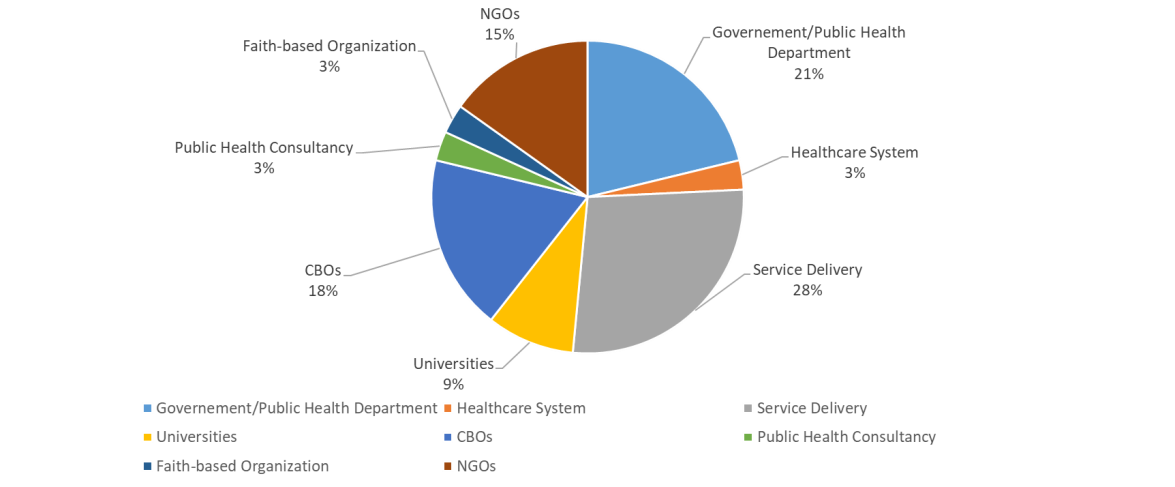 NGOs
15%
Governement/Public Health
Department
21%
Faith-based Organization
3%
Public Health Consultancy
3%
Healthcare System
3%
CBOs
18%
Service Delivery
28%
Universities
9%
Governement/Public Health Department
Healthcare System
Service Delivery
Universities
CBOs
Public Health Consultancy
Faith-based Organization
NGOs